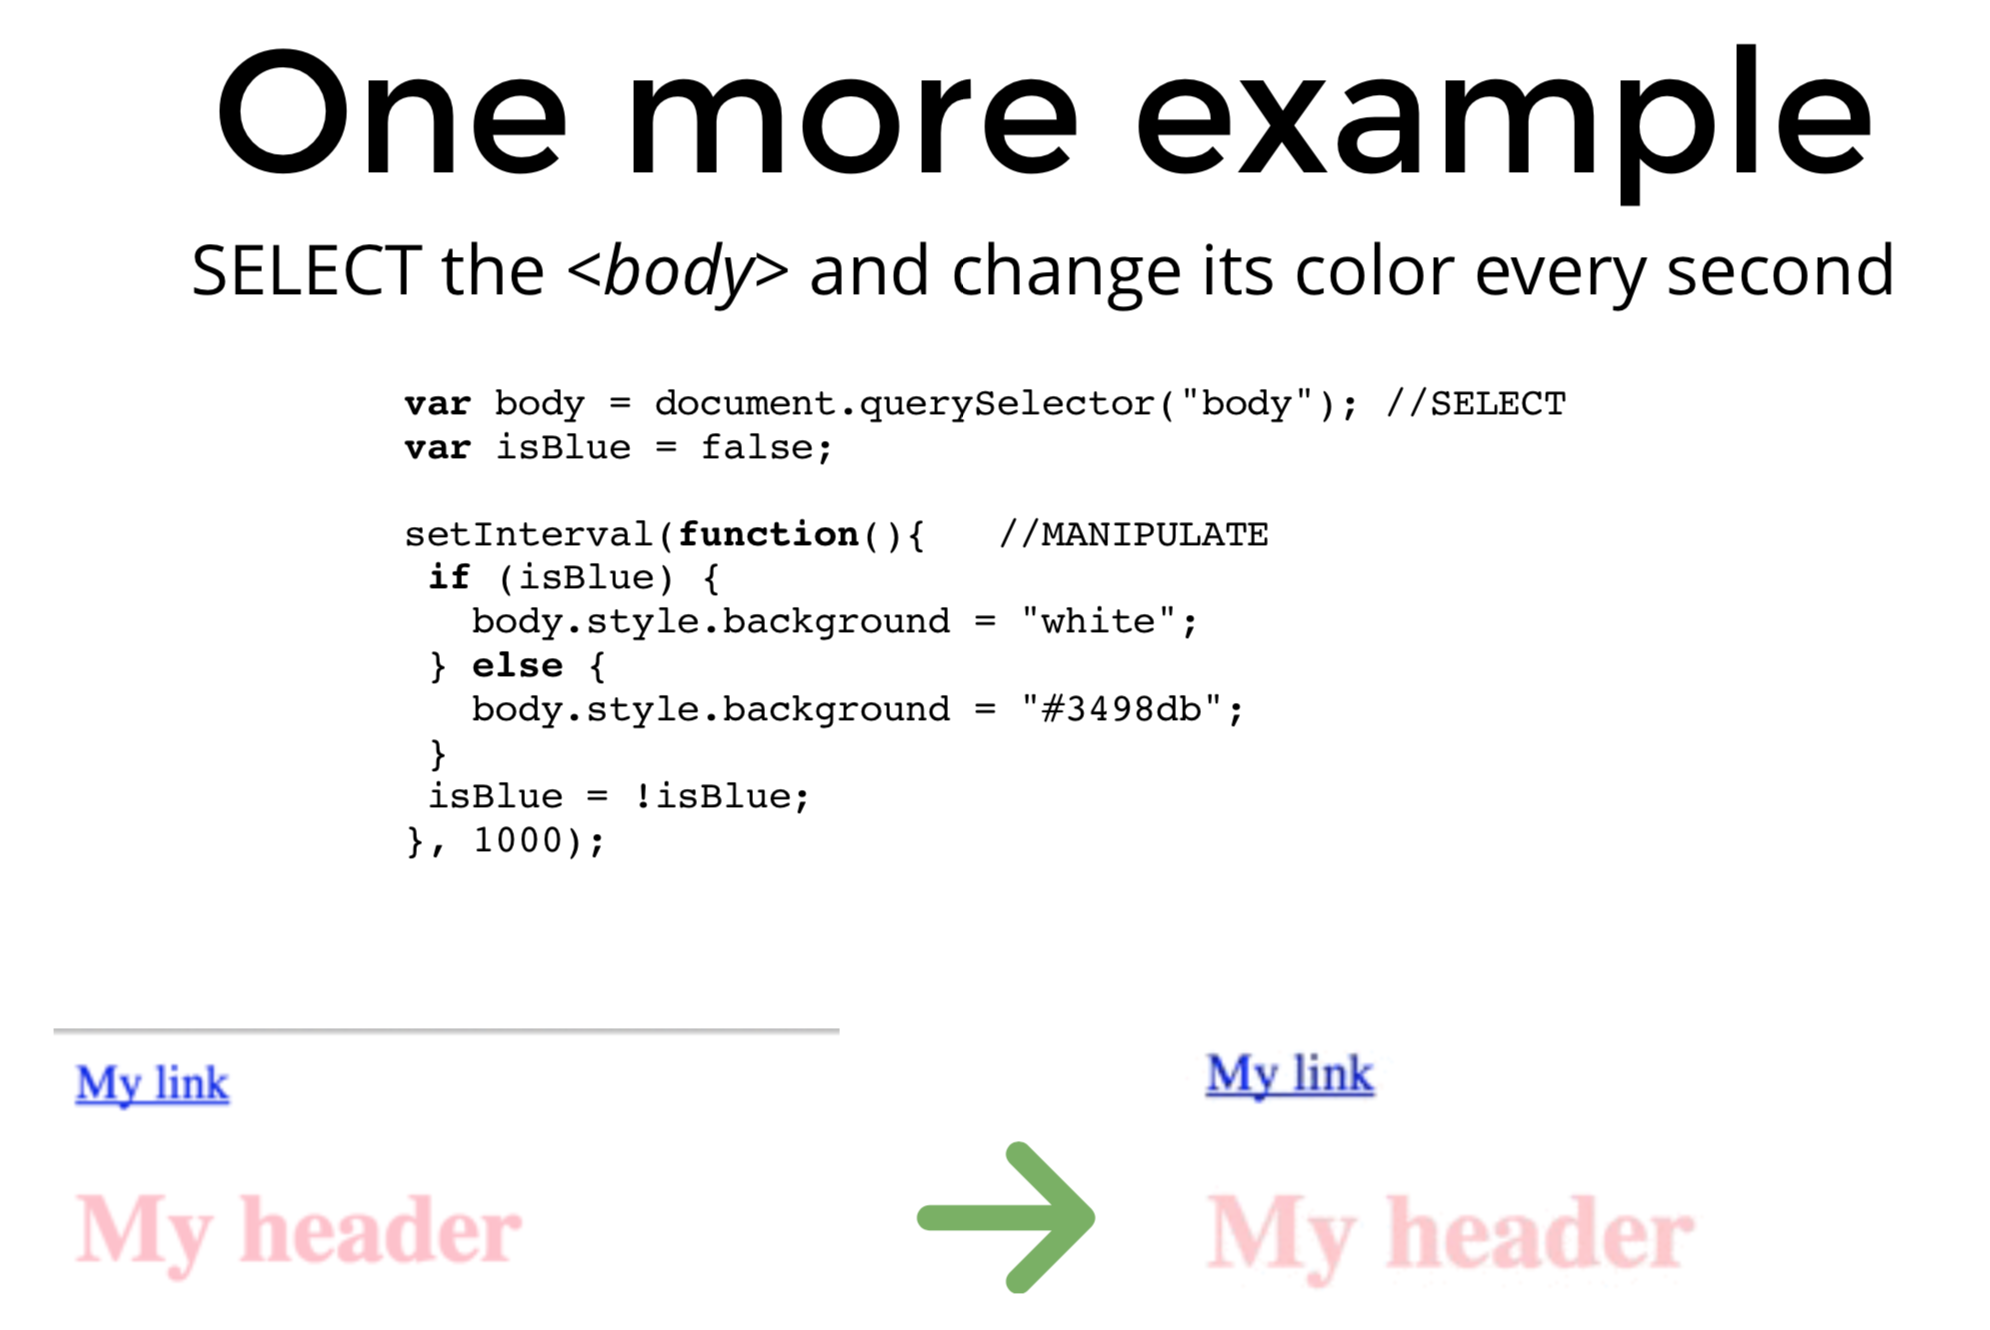 One more example
SELECT the <body> and change its color every second
var body = document.querySelector("body"); //SELECT
var isBlue = false;
setInterval(function(){   //MANIPULATE
 if (isBlue) {
   body.style.background = "white";
 } else {
   body.style.background = "#3498db";
 }
 isBlue = !isBlue;
}, 1000);
My link
My header
My link
My header